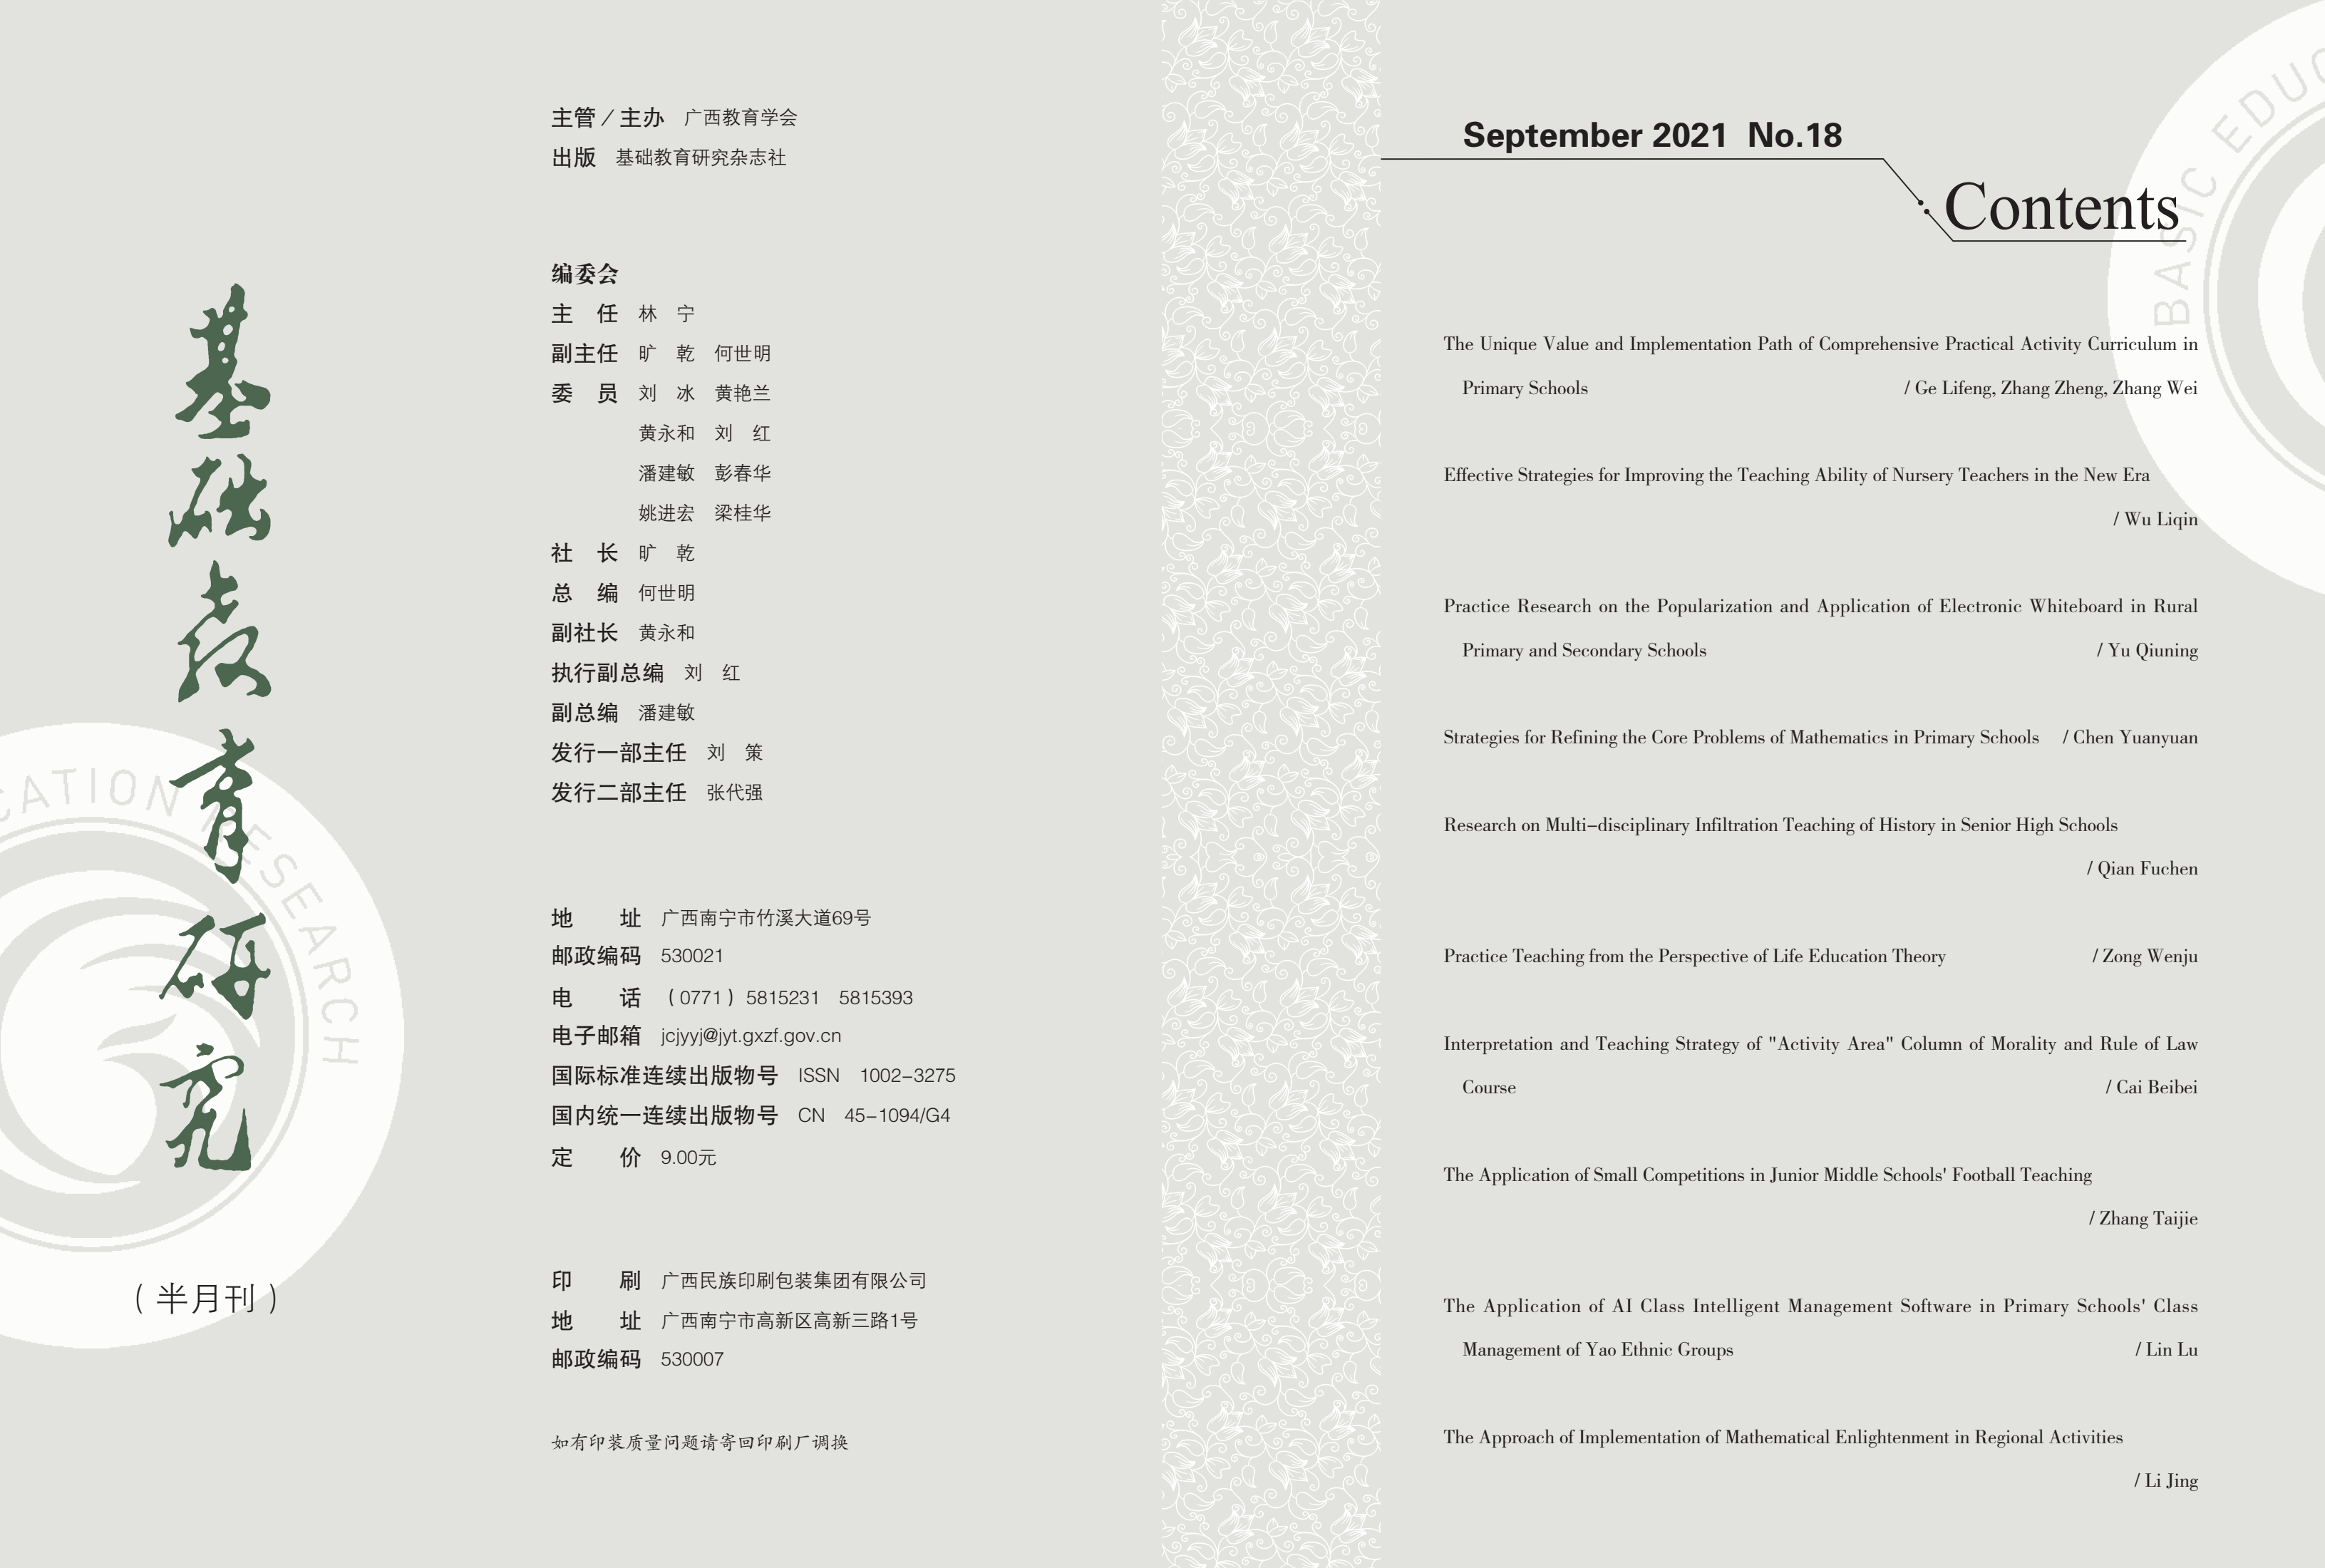 基础教育研究
（半月刊）
CATION RESEARCH
主管／主办　广西教育学会
出版　基础教育研究杂志社
编委会
主　任　林　宁
副主任　旷　乾　何世明
委　员　刘　冰　黄艳兰
黄永和　刘　红
潘建敏　彭春华
姚进宏　梁桂华
社　长　旷　乾
总　编　何世明
副社长　黄永和
执行副总编　刘　红
副总编　潘建敏
发行一部主任　刘　策
发行二部主任　张代强
地　　址　广西南宁市竹溪大道69号
邮政编码　530021
电　　话　（0771）5815231　5815393
电子邮箱　jcjyyj@jyt.gxzf.gov.cn
国际标准连续出版物号　ISSN　1002-3275
国内统一连续出版物号　CN　45-1094/G4
定　　价　9.00元
印　　刷　广西民族印刷包装集团有限公司
地　　址　广西南宁市高新区高新三路1号
邮政编码　530007
如有印装质量问题请寄回印刷厂调换
September 2021 No.18
Contents
BASIC EDUC
The Unique Value and Implementation Path of Comprehensive Practical Activity Curriculum in
Primary Schools / Ge Lifeng, Zhang Zheng, Zhang Wei
Effective Strategies for Improving the Teaching Ability of Nursery Teachers in the New Era
/ Wu Liqin
Practice Research on the Popularization and Application of Electronic Whiteboard in Rural
Primary and Secondary Schools / Yu Qiuning
Strategies for Refining the Core Problems of Mathematics in Primary Schools / Chen Yuanyuan
Research on Multi-disciplinary Infiltration Teaching of History in Senior High Schools
/ Qian Fuchen
Practice Teaching from the Perspective of Life Education Theory / Zong Wenju
Interpretation and Teaching Strategy of "Activity Area" Column of Morality and Rule of Law
Course / Cai Beibei
The Application of Small Competitions in Junior Middle Schools' Football Teaching
/ Zhang Taijie
The Application of AI Class Intelligent Management Software in Primary Schools' Class
Management of Yao Ethnic Groups / Lin Lu
The Approach of Implementation of Mathematical Enlightenment in Regional Activities
/ Li Jing